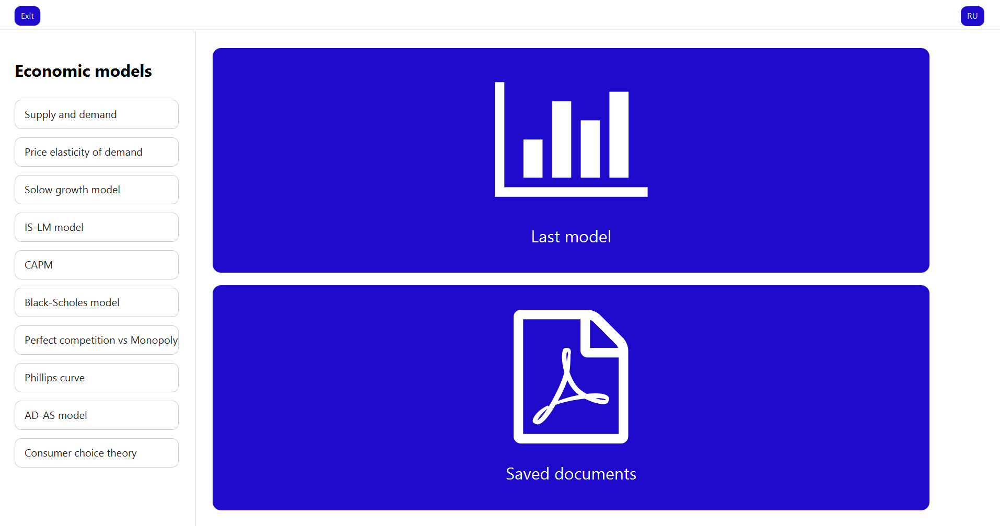 Exit
RU
Economic models
Supply and demand
Price elasticity of demand
Solow growth model
IS-LM model
CAPM
Black-Scholes model
Perfect competition vs Monopoly
Phillips curve
AD-AS model
Consumer choice theory
Last model
Saved documents